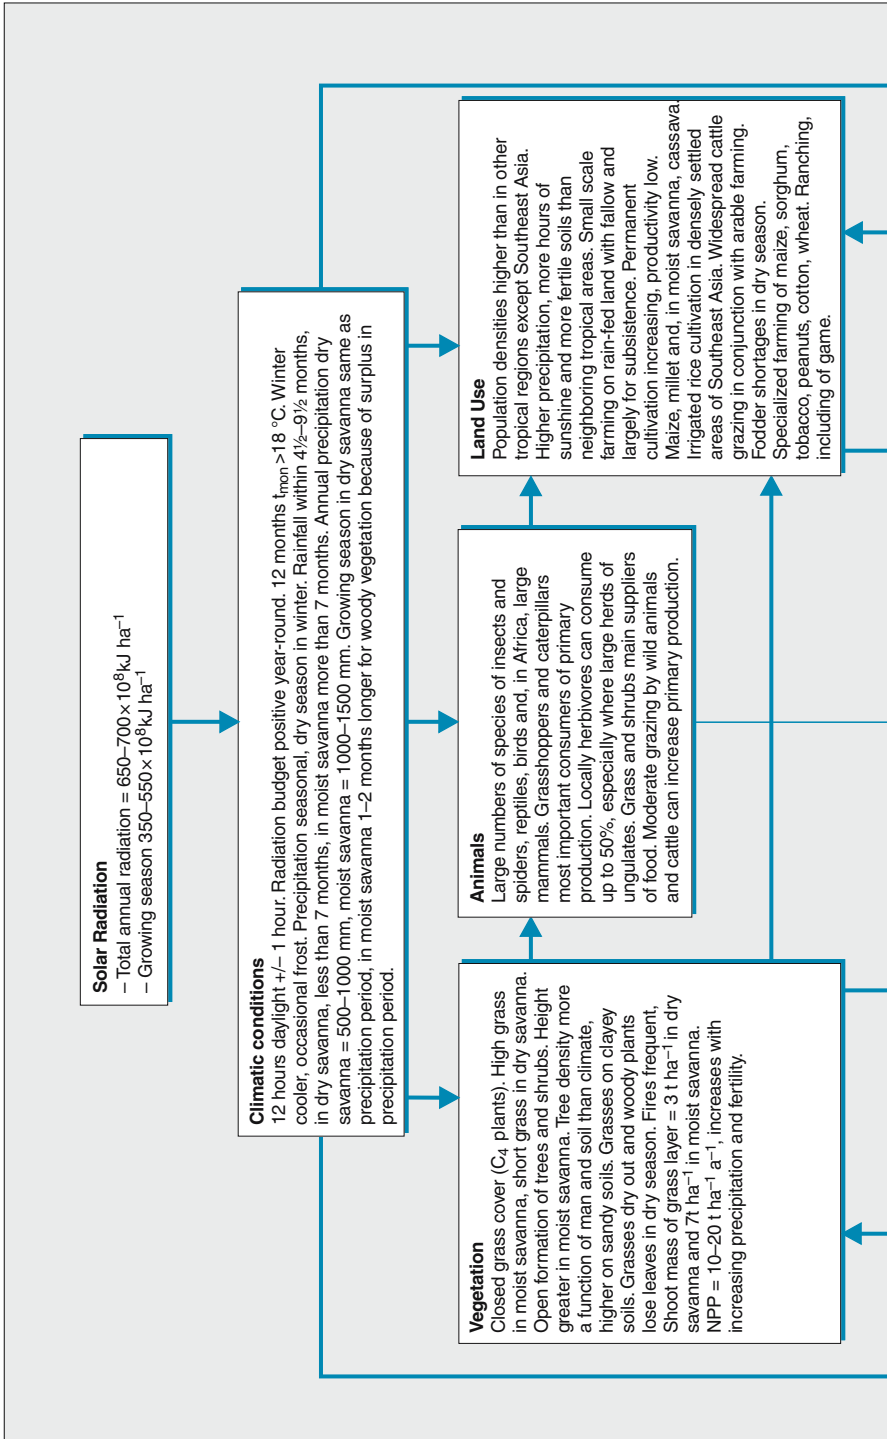 Solar Radiation
– Total annual radiation = 650–700×10⁸kJ ha⁻¹
– Growing season 350–550×10⁸kJ ha⁻¹
Climatic conditions
12 hours daylight +/– 1 hour. Radiation budget positive year-round. 12 months tₘₒₙ >18 °C. Winter
cooler, occasional frost. Precipitation seasonal, dry season in winter. Rainfall within 4½–9½ months,
in dry savanna, less than 7 months, in moist savanna more than 7 months. Annual precipitation dry
savanna = 500–1000 mm, moist savanna = 1000–1500 mm. Growing season in dry savanna same as
precipitation period, in moist savanna 1–2 months longer for woody vegetation because of surplus in
precipitation period.
Vegetation
Closed grass cover (C₄ plants). High grass
in moist savanna, short grass in dry savanna.
Open formation of trees and shrubs. Height
greater in moist savanna. Tree density more
a function of man and soil than climate,
higher on sandy soils. Grasses on clayey
soils. Grasses dry out and woody plants
lose leaves in dry season. Fires frequent,
Shoot mass of grass layer = 3 t ha⁻¹ in dry
savanna and 7t ha⁻¹ in moist savanna.
NPP = 10–20 t ha⁻¹ a⁻¹, increases with
increasing precipitation and fertility.
Animals
Large numbers of species of insects and
spiders, reptiles, birds and, in Africa, large
mammals. Grasshoppers and caterpillars
most important consumers of primary
production. Locally herbivores can consume
up to 50%, especially where large herds of
ungulates. Grass and shrubs main suppliers
of food. Moderate grazing by wild animals
and cattle can increase primary production.
Land Use
Population densities higher than in other
tropical regions except Southeast Asia.
Higher precipitation, more hours of
sunshine and more fertile soils than
neighboring tropical areas. Small scale
farming on rain-fed land with fallow and
largely for subsistence. Permanent
cultivation increasing, productivity low.
Maize, millet and, in moist savanna, cassava.
Irrigated rice cultivation in densely settled
areas of Southeast Asia. Widespread cattle
grazing in conjunction with arable farming.
Fodder shortages in dry season.
Specialized farming of maize, sorghum,
tobacco, peanuts, cotton, wheat. Ranching,
including of game.